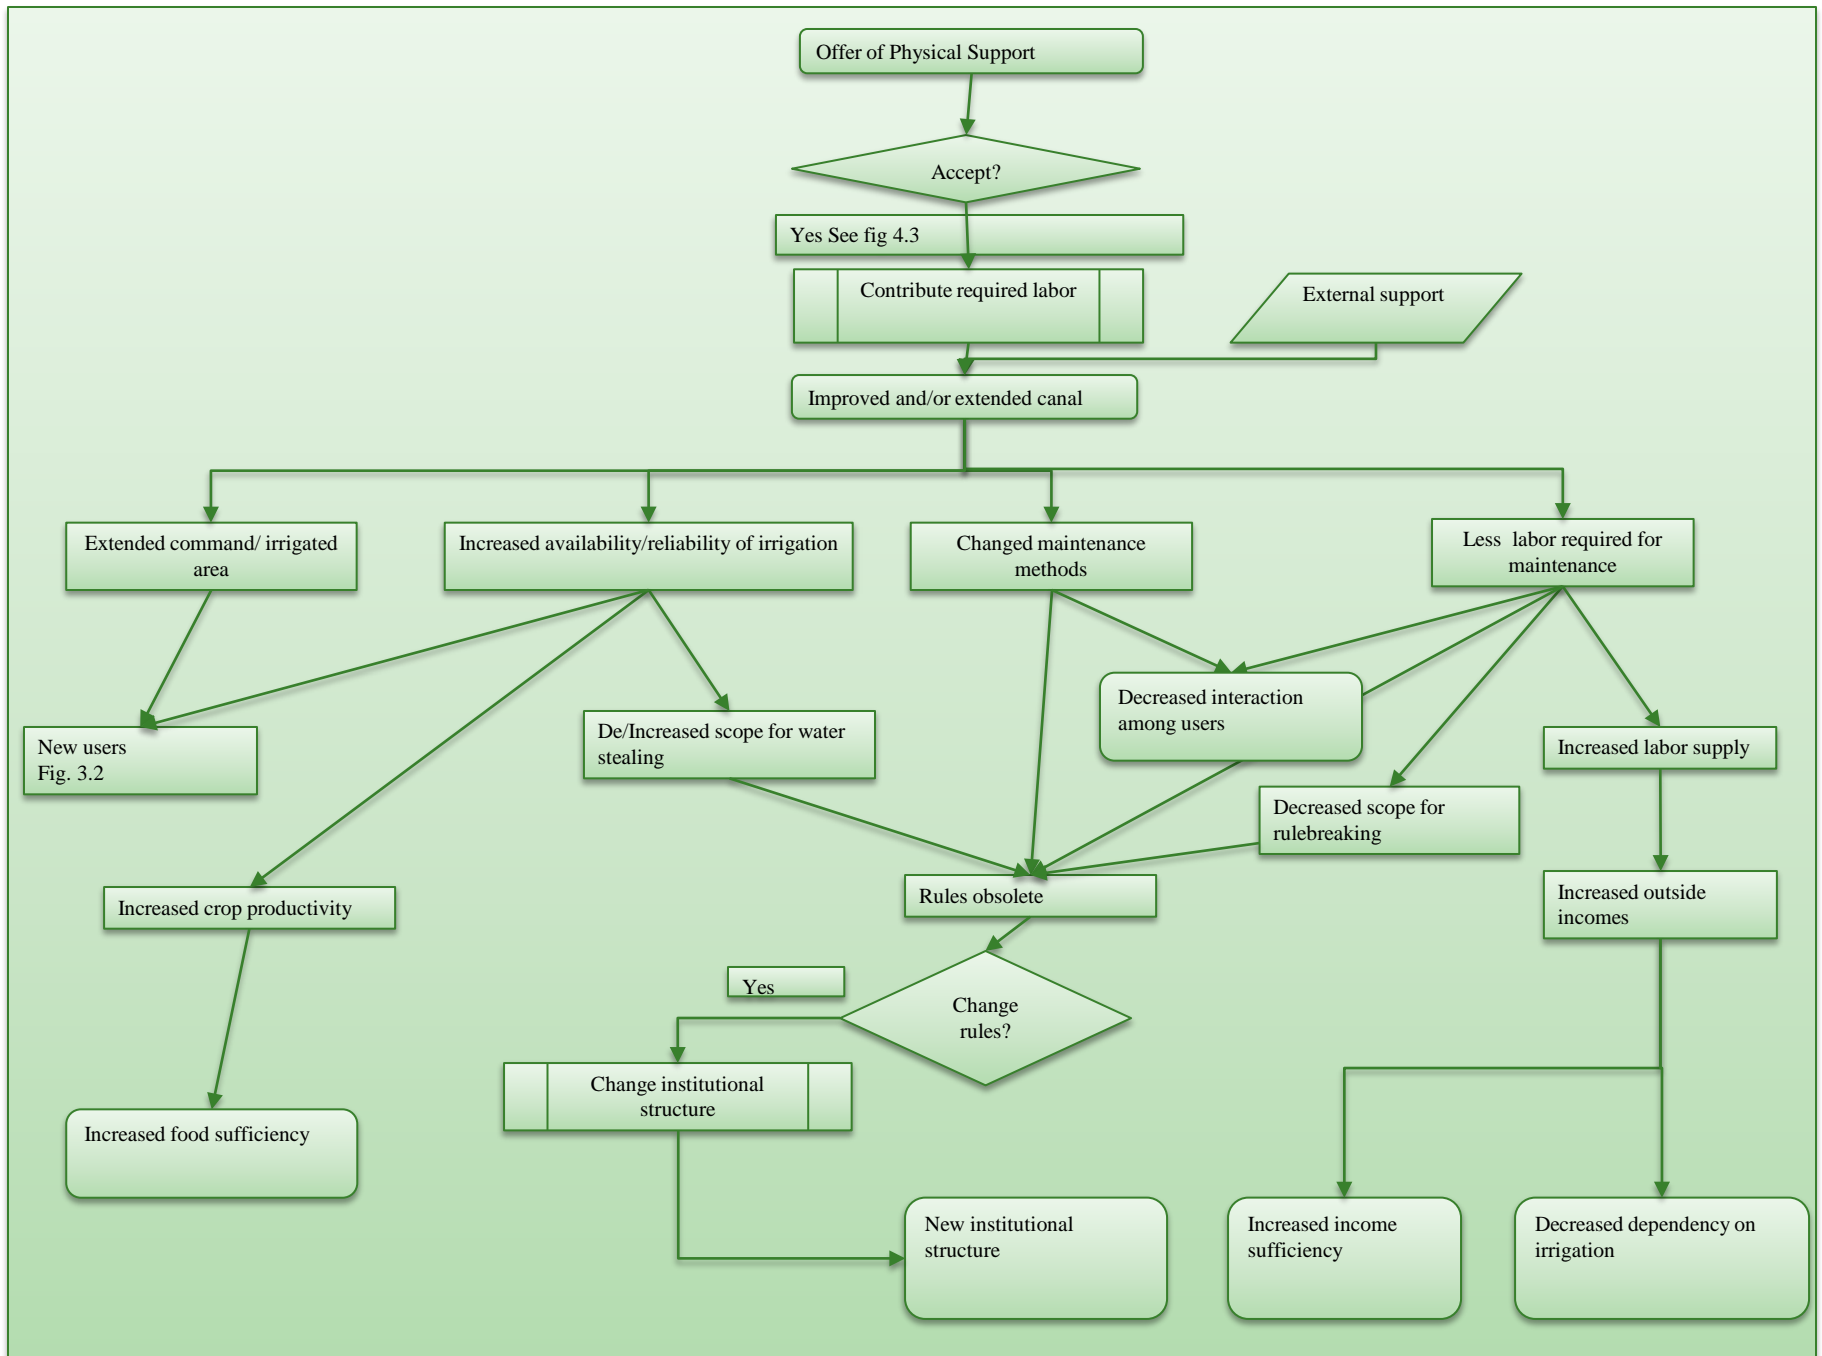 Offer of Physical Support
Accept?
Yes See fig 4.3
Contribute required labor
External support
Improved and/or extended canal
Extended command/ irrigated
area
Increased availability/reliability of irrigation
Changed maintenance
methods
Less labor required for
maintenance
Decreased interaction
among users
New users
Fig. 3.2
De/Increased scope for water
stealing
Increased labor supply
Decreased scope for
rulebreaking
Increased crop productivity
Rules obsolete
Increased outside
incomes
Yes
Change
rules?
Change institutional
structure
Increased food sufficiency
New institutional
structure
Increased income
sufficiency
Decreased dependency on
irrigation